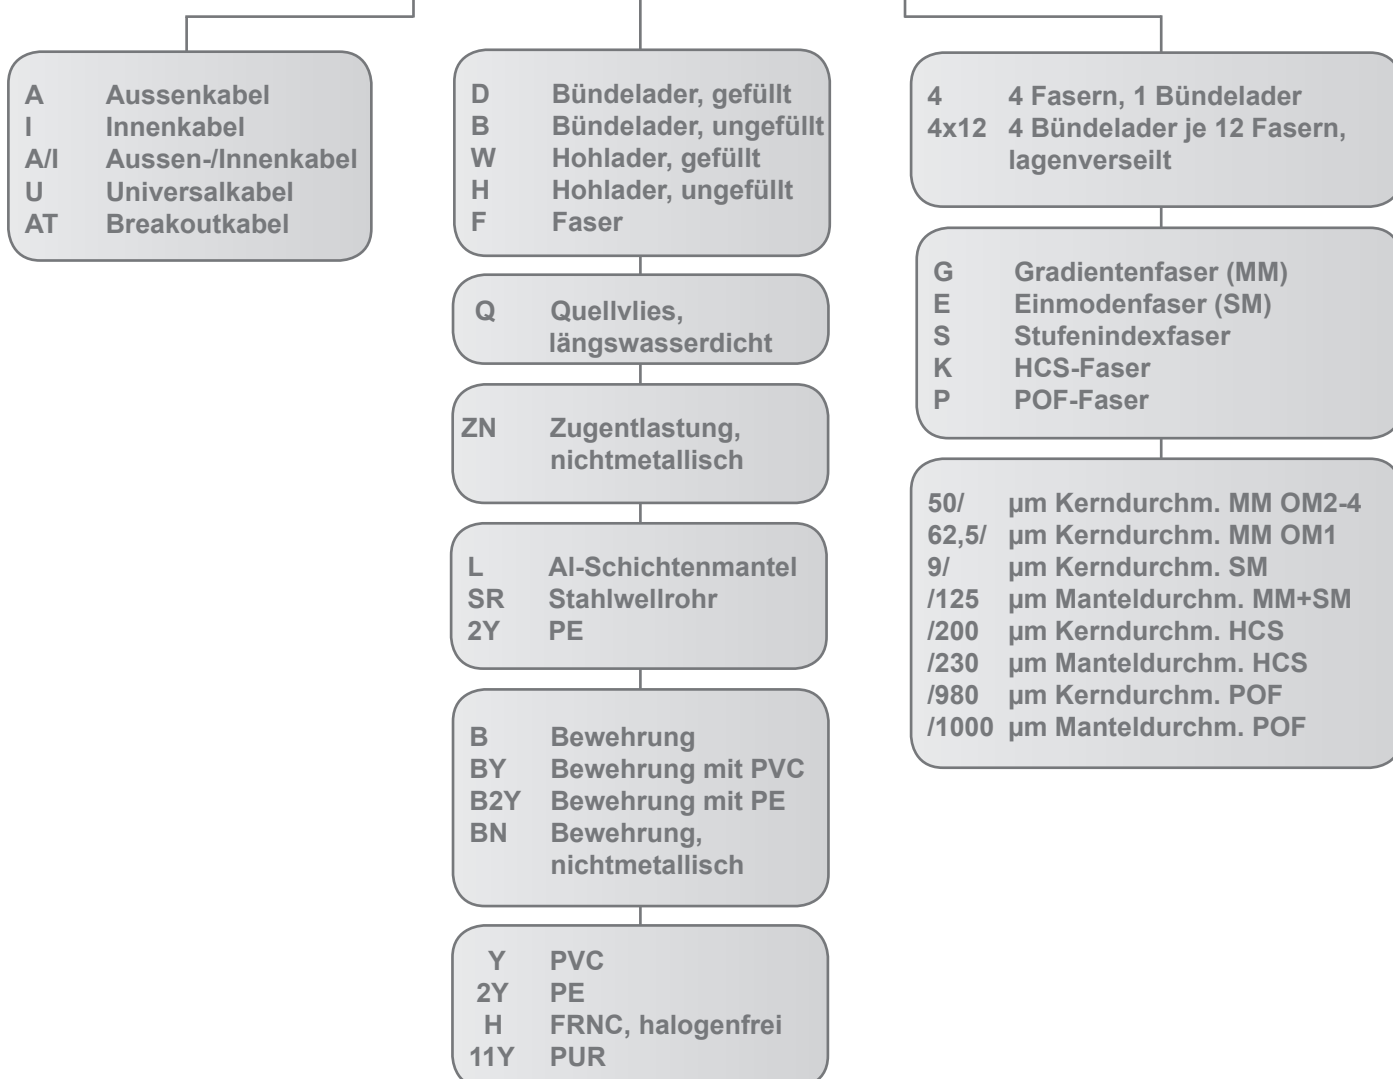 A Aussenkabel
I Innenkabel
A/I Aussen-/Innenkabel
U Universalkabel
AT Breakoutkabel
D Bündelader, gefüllt
B Bündelader, ungefüllt
W Hohlader, gefüllt
H Hohlader, ungefüllt
F Faser
Q Quellvlies,
längswasserdicht
ZN Zugentlastung,
nichtmetallisch
L Al-Schichtenmantel
SR Stahlwellrohr
2Y PE
B Bewehrung
BY Bewehrung mit PVC
B2Y Bewehrung mit PE
BN Bewehrung,
nichtmetallisch
Y PVC
2Y PE
H FRNC, halogenfrei
11Y PUR
4 4 Fasern, 1 Bündelader
4x12 4 Bündelader je 12 Fasern,
lagenverseilt
G Gradientenfaser (MM)
E Einmodenfaser (SM)
S Stufenindexfaser
K HCS-Faser
P POF-Faser
50/ µm Kerndurchm. MM OM2-4
62,5/ µm Kerndurchm. MM OM1
9/ µm Kerndurchm. SM
/125 µm Manteldurchm. MM+SM
/200 µm Kerndurchm. HCS
/230 µm Manteldurchm. HCS
/980 µm Kerndurchm. POF
/1000 µm Manteldurchm. POF